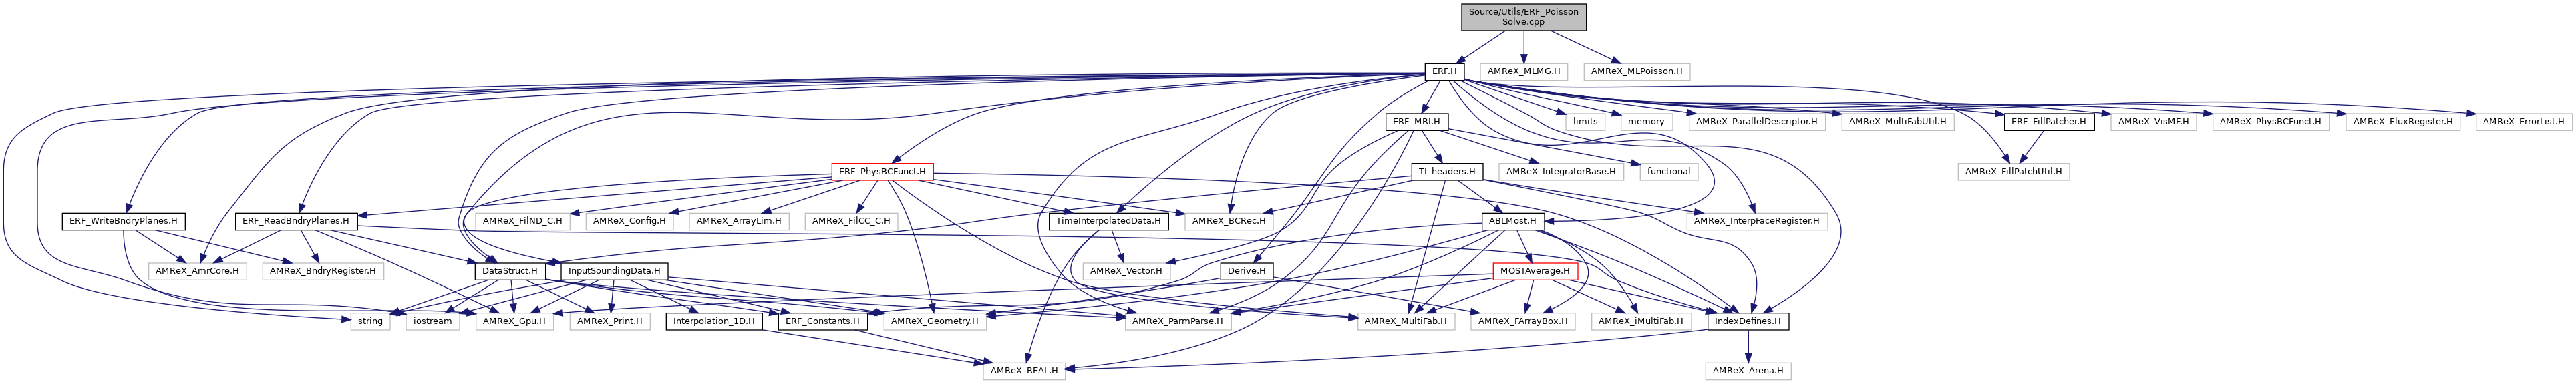 Source/Utils/ERF_Poisson
Solve.cpp
ERF.H
AMReX_MLMG.H
AMReX_MLPoisson.H
ERF_MRI.H
limits
memory
AMReX_ParallelDescriptor.H
AMReX_MultiFabUtil.H
ERF_FillPatcher.H
AMReX_VisMF.H
AMReX_PhysBCFunct.H
AMReX_FluxRegister.H
AMReX_ErrorList.H
ERF_PhysBCFunct.H
TI_headers.H
AMReX_IntegratorBase.H
functional
AMReX_FillPatchUtil.H
ERF_WriteBndryPlanes.H
ERF_ReadBndryPlanes.H
AMReX_FilND_C.H
AMReX_Config.H
AMReX_ArrayLim.H
AMReX_FilCC_C.H
TimeInterpolatedData.H
AMReX_BCRec.H
ABLMost.H
AMReX_InterpFaceRegister.H
AMReX_AmrCore.H
AMReX_BndryRegister.H
DataStruct.H
InputSoundingData.H
AMReX_Vector.H
Derive.H
MOSTAverage.H
string
iostream
AMReX_Gpu.H
AMReX_Print.H
Interpolation_1D.H
ERF_Constants.H
AMReX_Geometry.H
AMReX_ParmParse.H
AMReX_MultiFab.H
AMReX_FArrayBox.H
AMReX_iMultiFab.H
IndexDefines.H
AMReX_REAL.H
AMReX_Arena.H